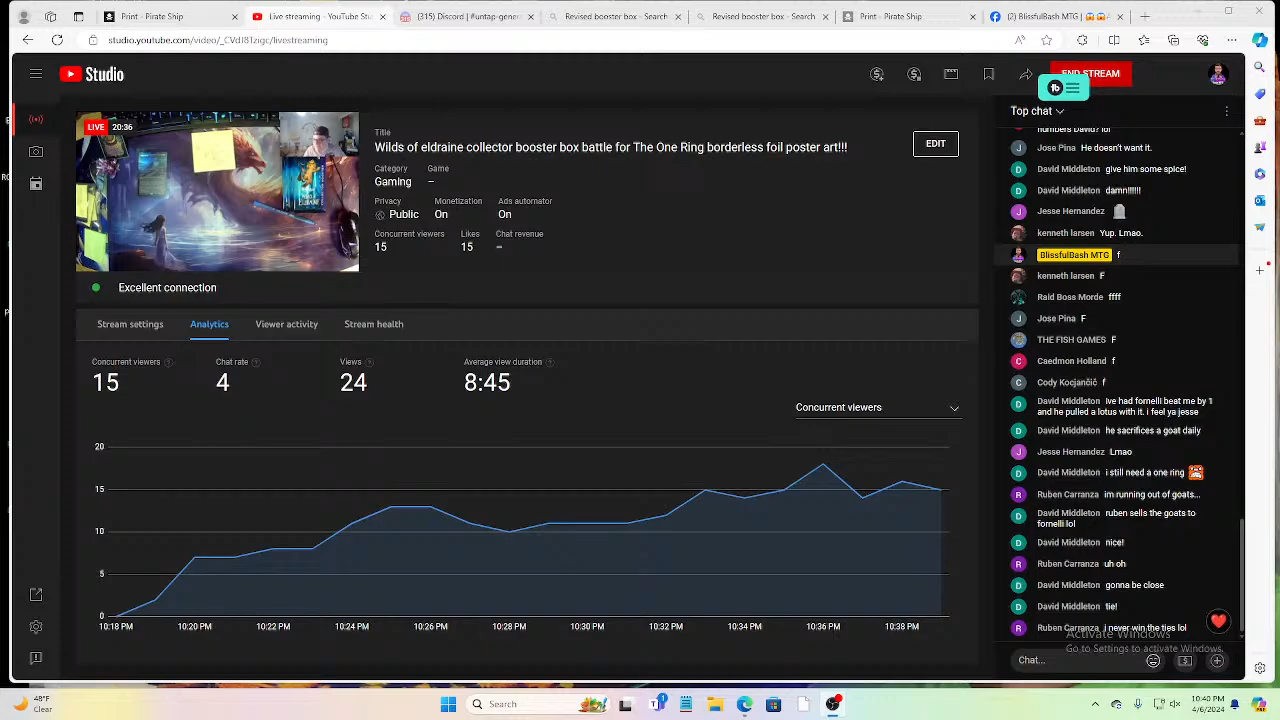 Print - Pirate Ship
Live streaming - YouTube Stu
(315) Discord | #untap-gener
Revised booster box - Search
revised booster box - Search
Print - Pirate Ship
(2) BlissfulBash MTG |
studio.youtube.com/video/_CVdJ81zigc/livestreaming
Studio
END STREAM
LIVE 20:36
Title
Wilds of eldraine collector booster box battle for The One Ring borderless foil poster art!!!
EDIT
Category Game
Gaming –
Privacy Monetization Ads automator
Public On On
Concurrent viewers Likes Chat revenue
15 15 –
Excellent connection
Stream settings Analytics Viewer activity Stream health
Concurrent viewers Chat rate Views Average view duration
15 4 24 8:45
Concurrent viewers
20
15
10
5
0
10:18 PM 10:20 PM 10:22 PM 10:24 PM 10:26 PM 10:28 PM 10:30 PM 10:32 PM 10:34 PM 10:36 PM 10:38 PM
Top chat
numbers David? lol
Jose Pina He doesn't want it.
David Middleton give him some spice!
David Middleton damn!!!!!!
Jesse Hernandez
kenneth larsen Yup. Lmao.
BlissfulBash MTG f
kenneth larsen F
Raid Boss Morde ffff
Jose Pina F
THE FISH GAMES F
Caedmon Holland f
Cody Kocjančič f
David Middleton ive had fornelli beat me by 1
and he pulled a lotus with it. i feel ya jesse
David Middleton he sacrifices a goat daily
Jesse Hernandez Lmao
David Middleton i still need a one ring
Ruben Carranza im running out of goats...
David Middleton ruben sells the goats to
fornelli lol
David Middleton nice!
Ruben Carranza uh oh
David Middleton gonna be close
David Middleton tie!
Ruben Carranza i never win the ties lol
Activate Windows
Go to Settings to activate Windows.
Chat...
48°F
Clear
Search
10:40 PM
4/6/2024